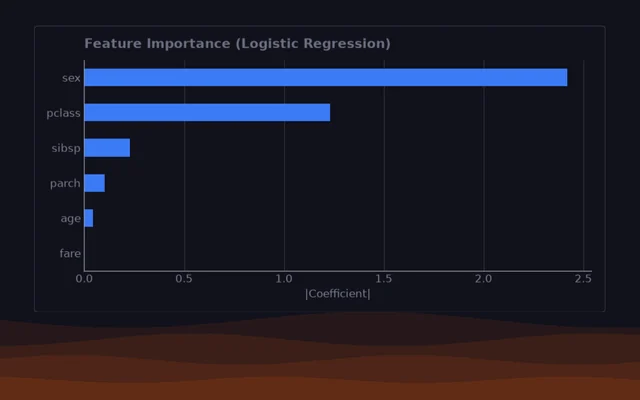 Feature Importance (Logistic Regression)
sex
pclass
sibsp
parch
age
fare
0.0 0.5 1.0 1.5 2.0 2.5
|Coefficient|